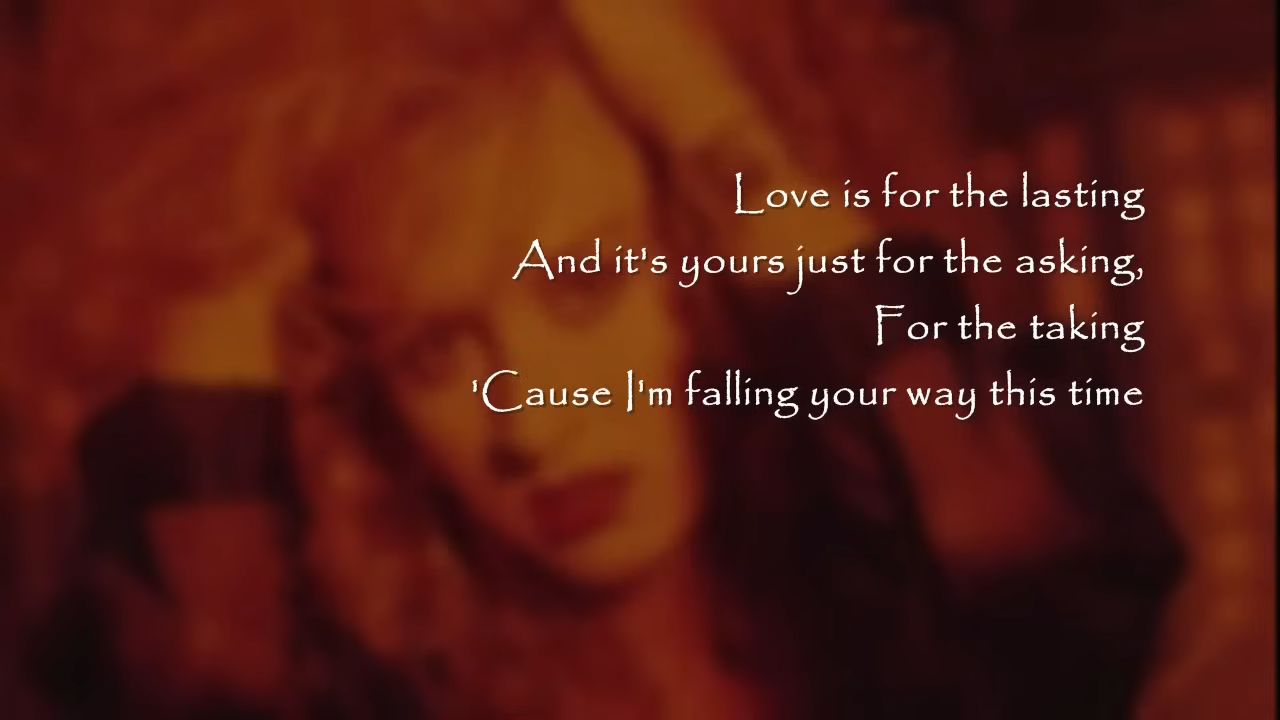 Love is for the lasting
And it's yours just for the asking,
For the taking
'Cause I'm falling your way this time